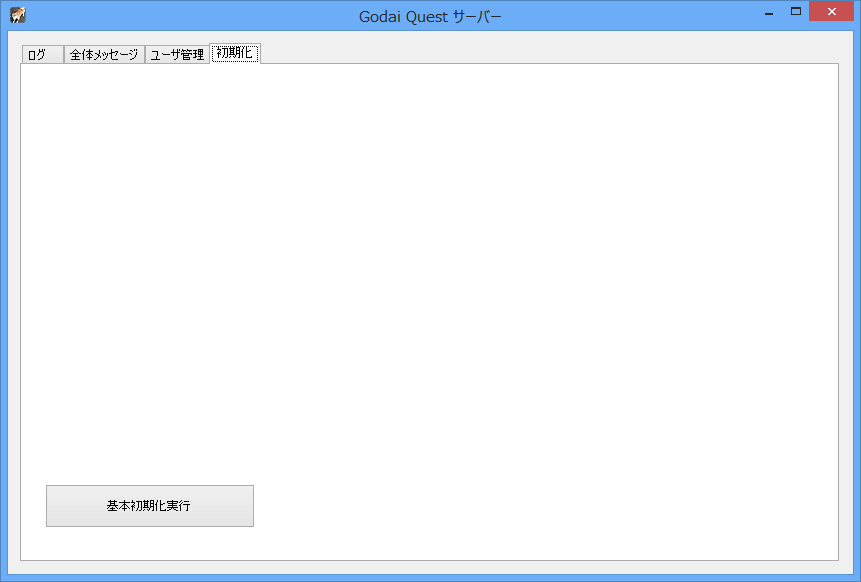 Godai Quest サーバー
ログ 全体メッセージ ユーザ管理 初期化
基本初期化実行